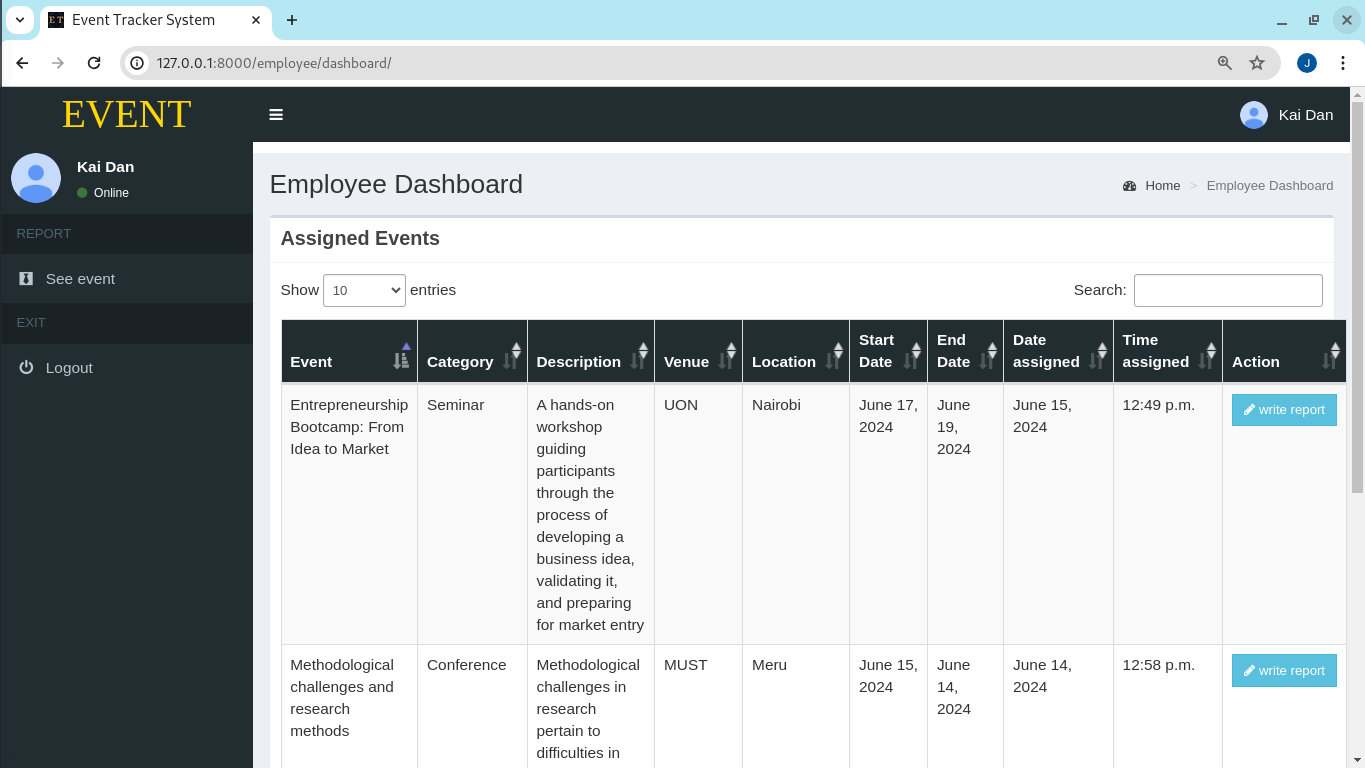 E T Event Tracker System
127.0.0.1:8000/employee/dashboard/
J
EVENT
Kai Dan
Kai Dan
Online
REPORT
See event
EXIT
Logout
Employee Dashboard
Home > Employee Dashboard
Assigned Events
Show 10 entries
Search:
Event Category Description Venue Location Start Date End Date Date assigned Time assigned Action
Entrepreneurship Seminar A hands-on UON Nairobi June 17, June June 15, 12:49 p.m. write report
Bootcamp: From workshop 2024 19, 2024
Idea to Market guiding 2024
participants
through the
process of
developing a
business idea,
validating it,
and preparing
for market entry
Methodological Conference Methodological MUST Meru June 15, June June 14, 12:58 p.m. write report
challenges and challenges in 2024 14, 2024
research research 2024
methods pertain to
difficulties in